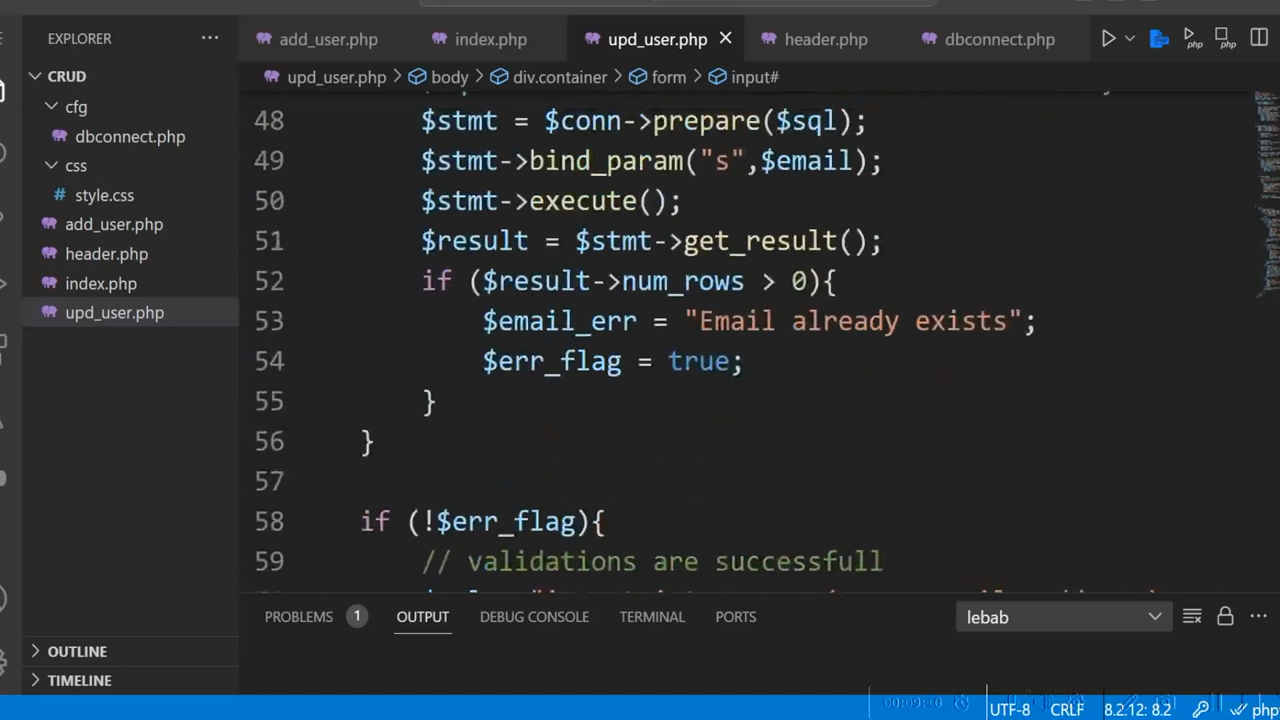 EXPLORER
add_user.php
index.php
upd_user.php
header.php
dbconnect.php
CRUD
upd_user.php > body > div.container > form > input#
cfg
dbconnect.php
css
style.css
add_user.php
header.php
index.php
upd_user.php
48 $stmt = $conn->prepare($sql);
49 $stmt->bind_param("s",$email);
50 $stmt->execute();
51 $result = $stmt->get_result();
52 if ($result->num_rows > 0){
53 $email_err = "Email already exists";
54 $err_flag = true;
55 }
56 }
57
58 if (!$err_flag){
59 // validations are successfull
PROBLEMS 1 OUTPUT DEBUG CONSOLE TERMINAL PORTS
lebab
OUTLINE
TIMELINE
UTF-8 CRLF 8.2.12: 8.2 php